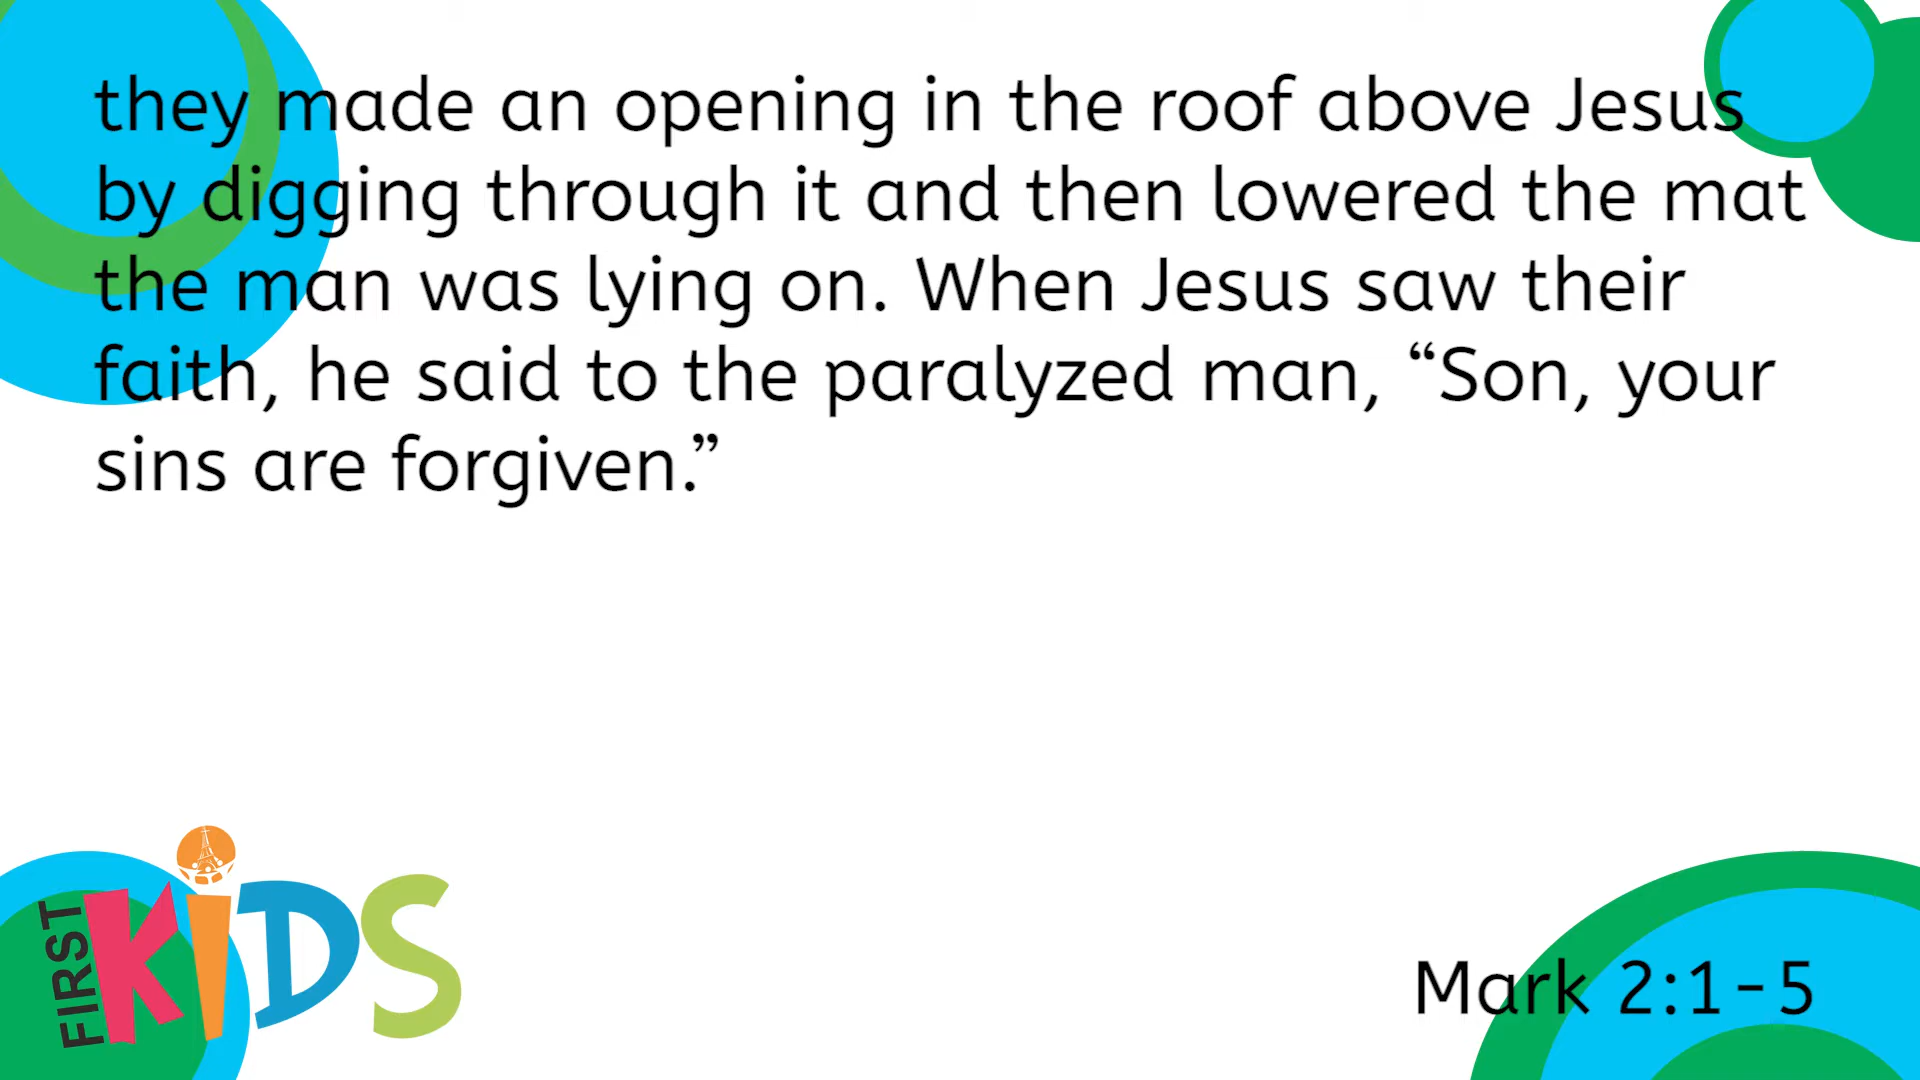 they made an opening in the roof above Jesus
by digging through it and then lowered the mat
the man was lying on. When Jesus saw their
faith, he said to the paralyzed man, “Son, your
sins are forgiven.”
FIRST
KiDS
Mark 2:1-5